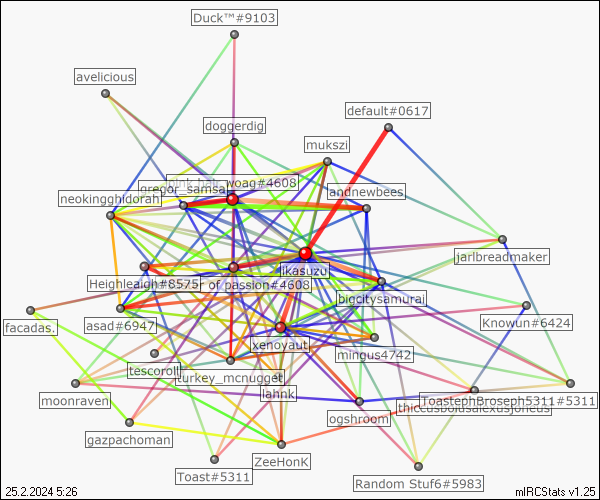 Duck™#9103
avelicious
default#0617
doggerdig
mukszi
woag#4608
gregor_samsa
andnewbees
neokingghidorah
jarlbreadmaker
Ikasuzu
Heighleaigh#8575
of passion#4608
bigcitysamurai
facadas.
asad#6947
Knowun#6424
xenoyaut
mingus4742
tescoroll
turkey_mcnugget
lahnk
moonraven
ToastephBroseph5311#5311
ogshroom
gazpachoman
ZeeHonK
Toast#5311
Random Stuf6#5983
25.2.2024 5:26
mIRCStats v1.25